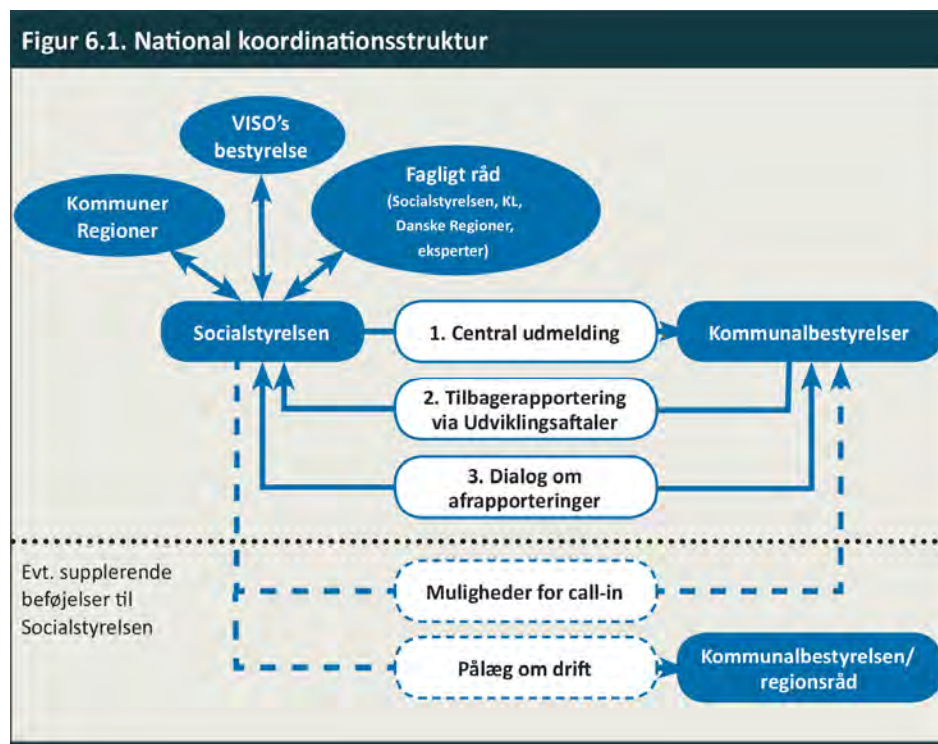 Figur 6.1. National koordinationsstruktur
VISO's
bestyrelse
Kommuner
Regioner
Fagligt råd
(Socialstyrelsen, KL,
Danske Regioner,
eksperter)
Socialstyrelsen
1. Central udmelding
Kommunalbestyrelser
2. Tilbagerapportering
via Udviklingsaftaler
3. Dialog om
afrapporteringer
Evt. supplerende
beføjelser til
Socialstyrelsen
Muligheder for call-in
Pålæg om drift
Kommunalbestyrelsen/
regionsråd